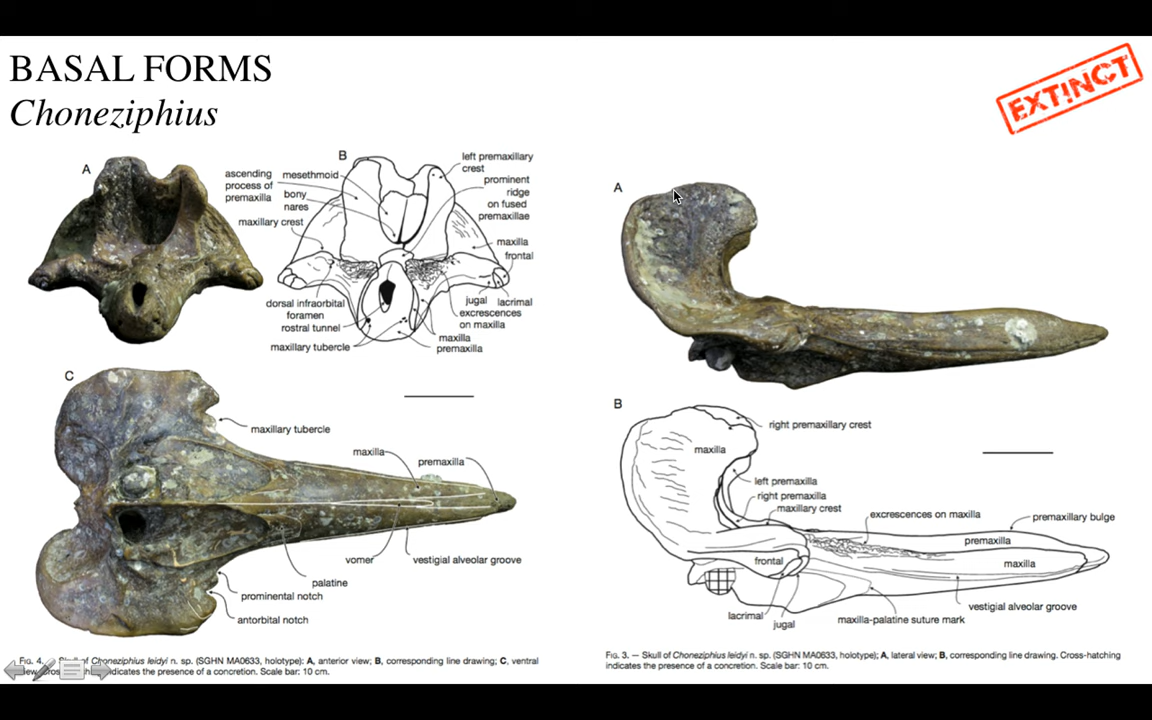 BASAL FORMS
Choneziphius
EXTINCT
A
B
ascending
process of
premaxilla
mesethmoid
bony
nares
maxillary crest
left premaxillary
crest
prominent
ridge
on fused
premaxillae
maxilla
frontal
dorsal infraorbital
foramen
rostral tunnel
maxillary tubercle
jugal
lacrimal
excrescences
on maxilla
maxilla
premaxilla
C
maxillary tubercle
maxilla
premaxilla
vomer
vestigial alveolar groove
palatine
prominental notch
antorbital notch
Fig. 4. of Choneziphius leidyi n. sp. (SGHN MA0633, holotype): A, anterior view; B, corresponding line drawing; C, ventral
indicates the presence of a concretion. Scale bar: 10 cm.
A
B
right premaxillary crest
maxilla
left premaxilla
right premaxilla
maxillary crest
excrescences on maxilla
premaxillary bulge
premaxilla
frontal
maxilla
vestigial alveolar groove
lacrimal
jugal
maxilla-palatine suture mark
FIG. 3. — Skull of Choneziphius leidyi n. sp. (SGHN MA0633, holotype); A, lateral view; B, corresponding line drawing. Cross-hatching
indicates the presence of a concretion. Scale bar: 10 cm.